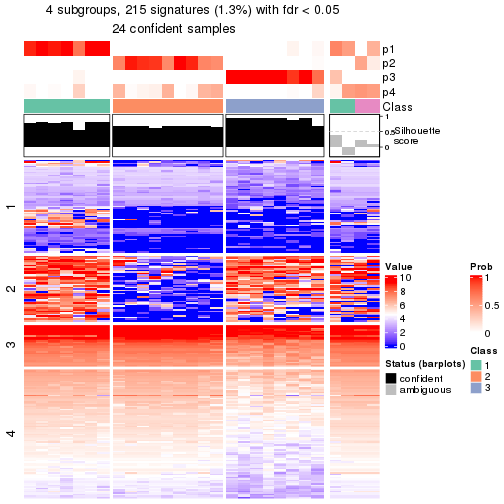 4 subgroups, 215 signatures (1.3%) with fdr < 0.05
24 confident samples
p1
p2
p3
p4
Class
1
0.5
0
Silhouette
score
1
2
3
4
Value
10
8
6
4
2
0
Prob
1
0.5
0
Status (barplots)
confident
ambiguous
Class
1
2
3